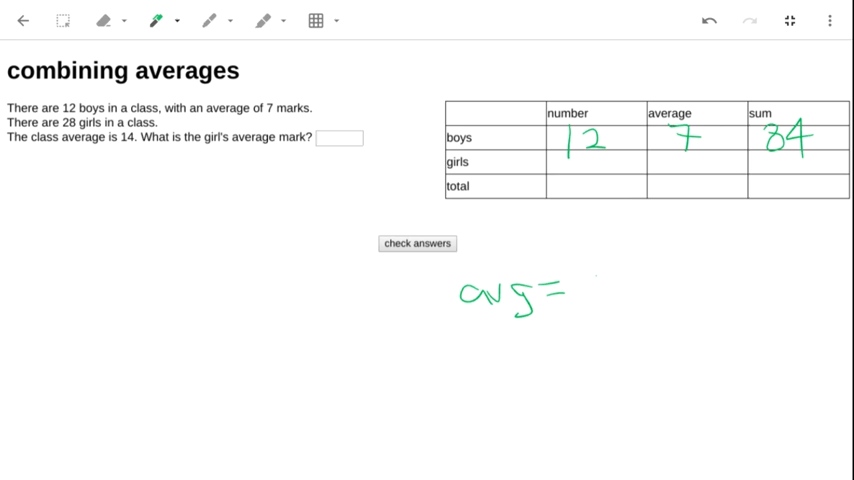 combining averages
There are 12 boys in a class, with an average of 7 marks.
There are 28 girls in a class.
The class average is 14. What is the girl's average mark?
number average sum
boys 12 7 84
girls
total
check answers
avg=